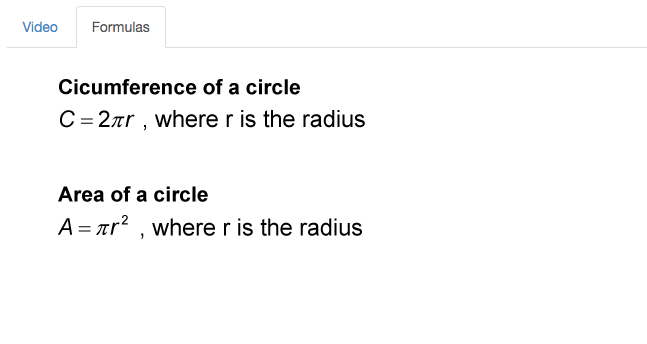 Video
Formulas
Cicumference of a circle
C = 2πr , where r is the radius
Area of a circle
A = πr² , where r is the radius